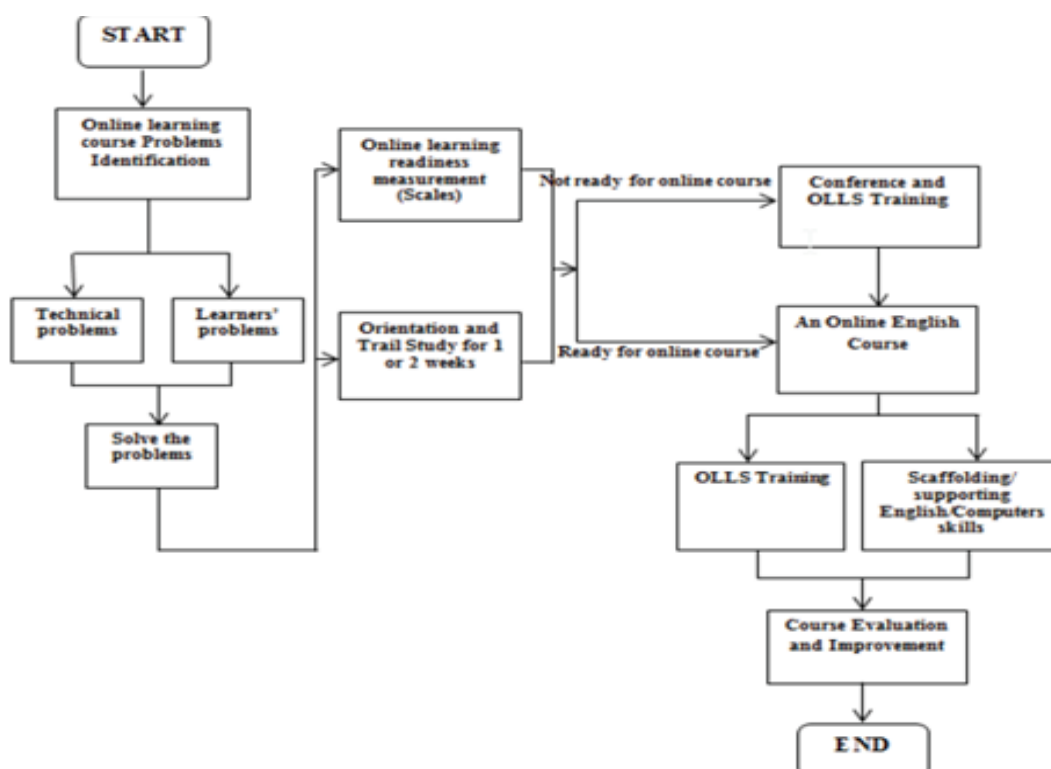 START
Online learning
course Problems
Identification
Technical
problems
Learners'
problems
Solve the
problems
Online learning
readiness
measurement
(Scales)
Orientation and
Trail Study for 1
or 2 weeks
Not ready for online course
Ready for online course
Conference and
OLLS Training
An Online English
Course
OLLS Training
Scaffolding/
supporting
English/Computers
skills
Course Evaluation
and Improvement
END